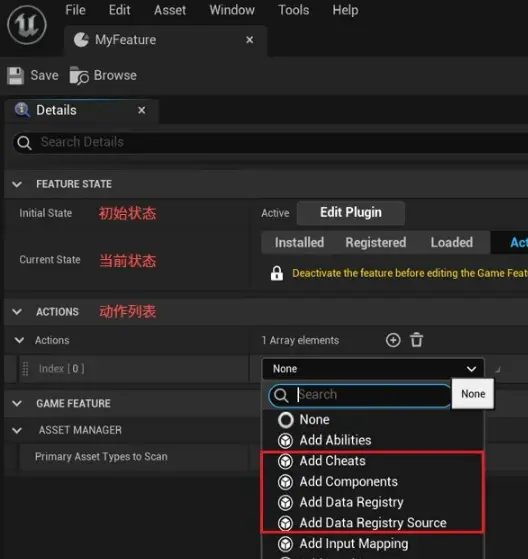 File Edit Asset Window Tools Help
MyFeature
Save Browse
Details
Search Details
FEATURE STATE
Initial State 初始状态 Active Edit Plugin
Installed Registered Loaded
Current State 当前状态
Deactivate the feature before editing the Game
ACTIONS 动作列表
Actions 1 Array elements
Index [ 0 ] None
Search None
GAME FEATURE
None
ASSET MANAGER
Add Abilities
Primary Asset Types to Scan
Add Cheats
Add Components
Add Data Registry
Add Data Registry Source
Add Input Mapping